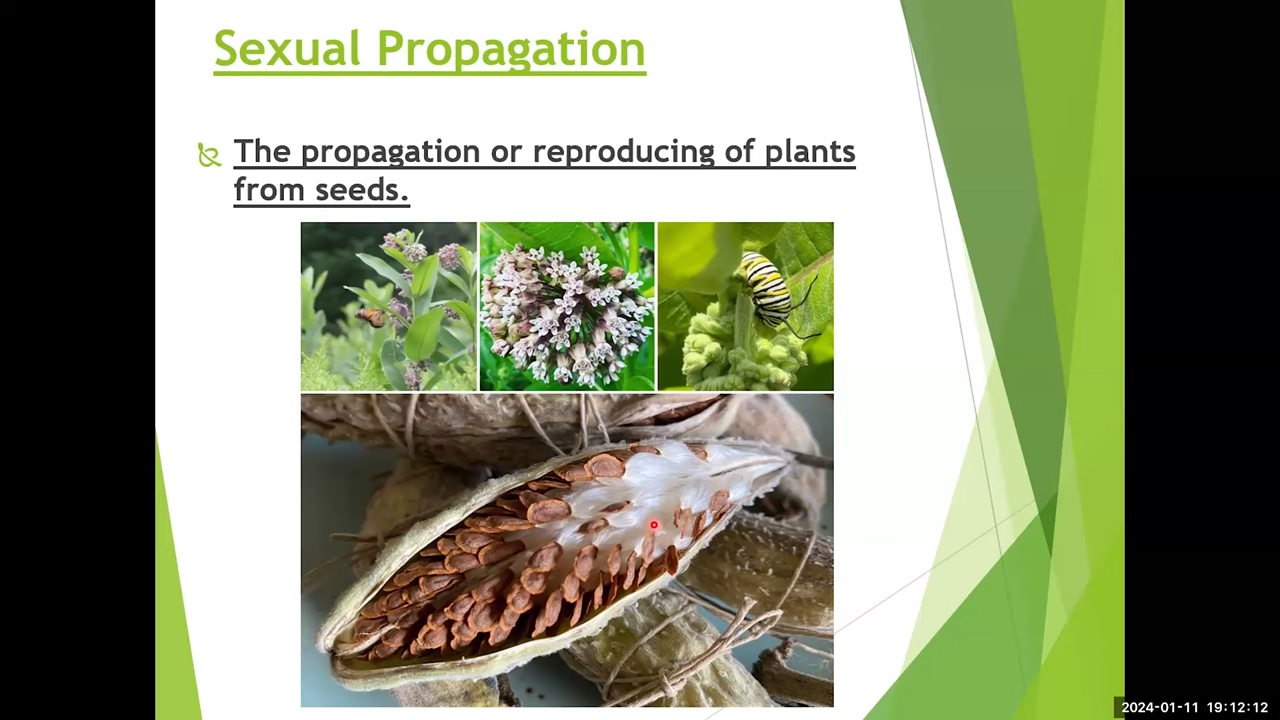 Sexual Propagation
The propagation or reproducing of plants
from seeds.
2024-01-11 19:12:12